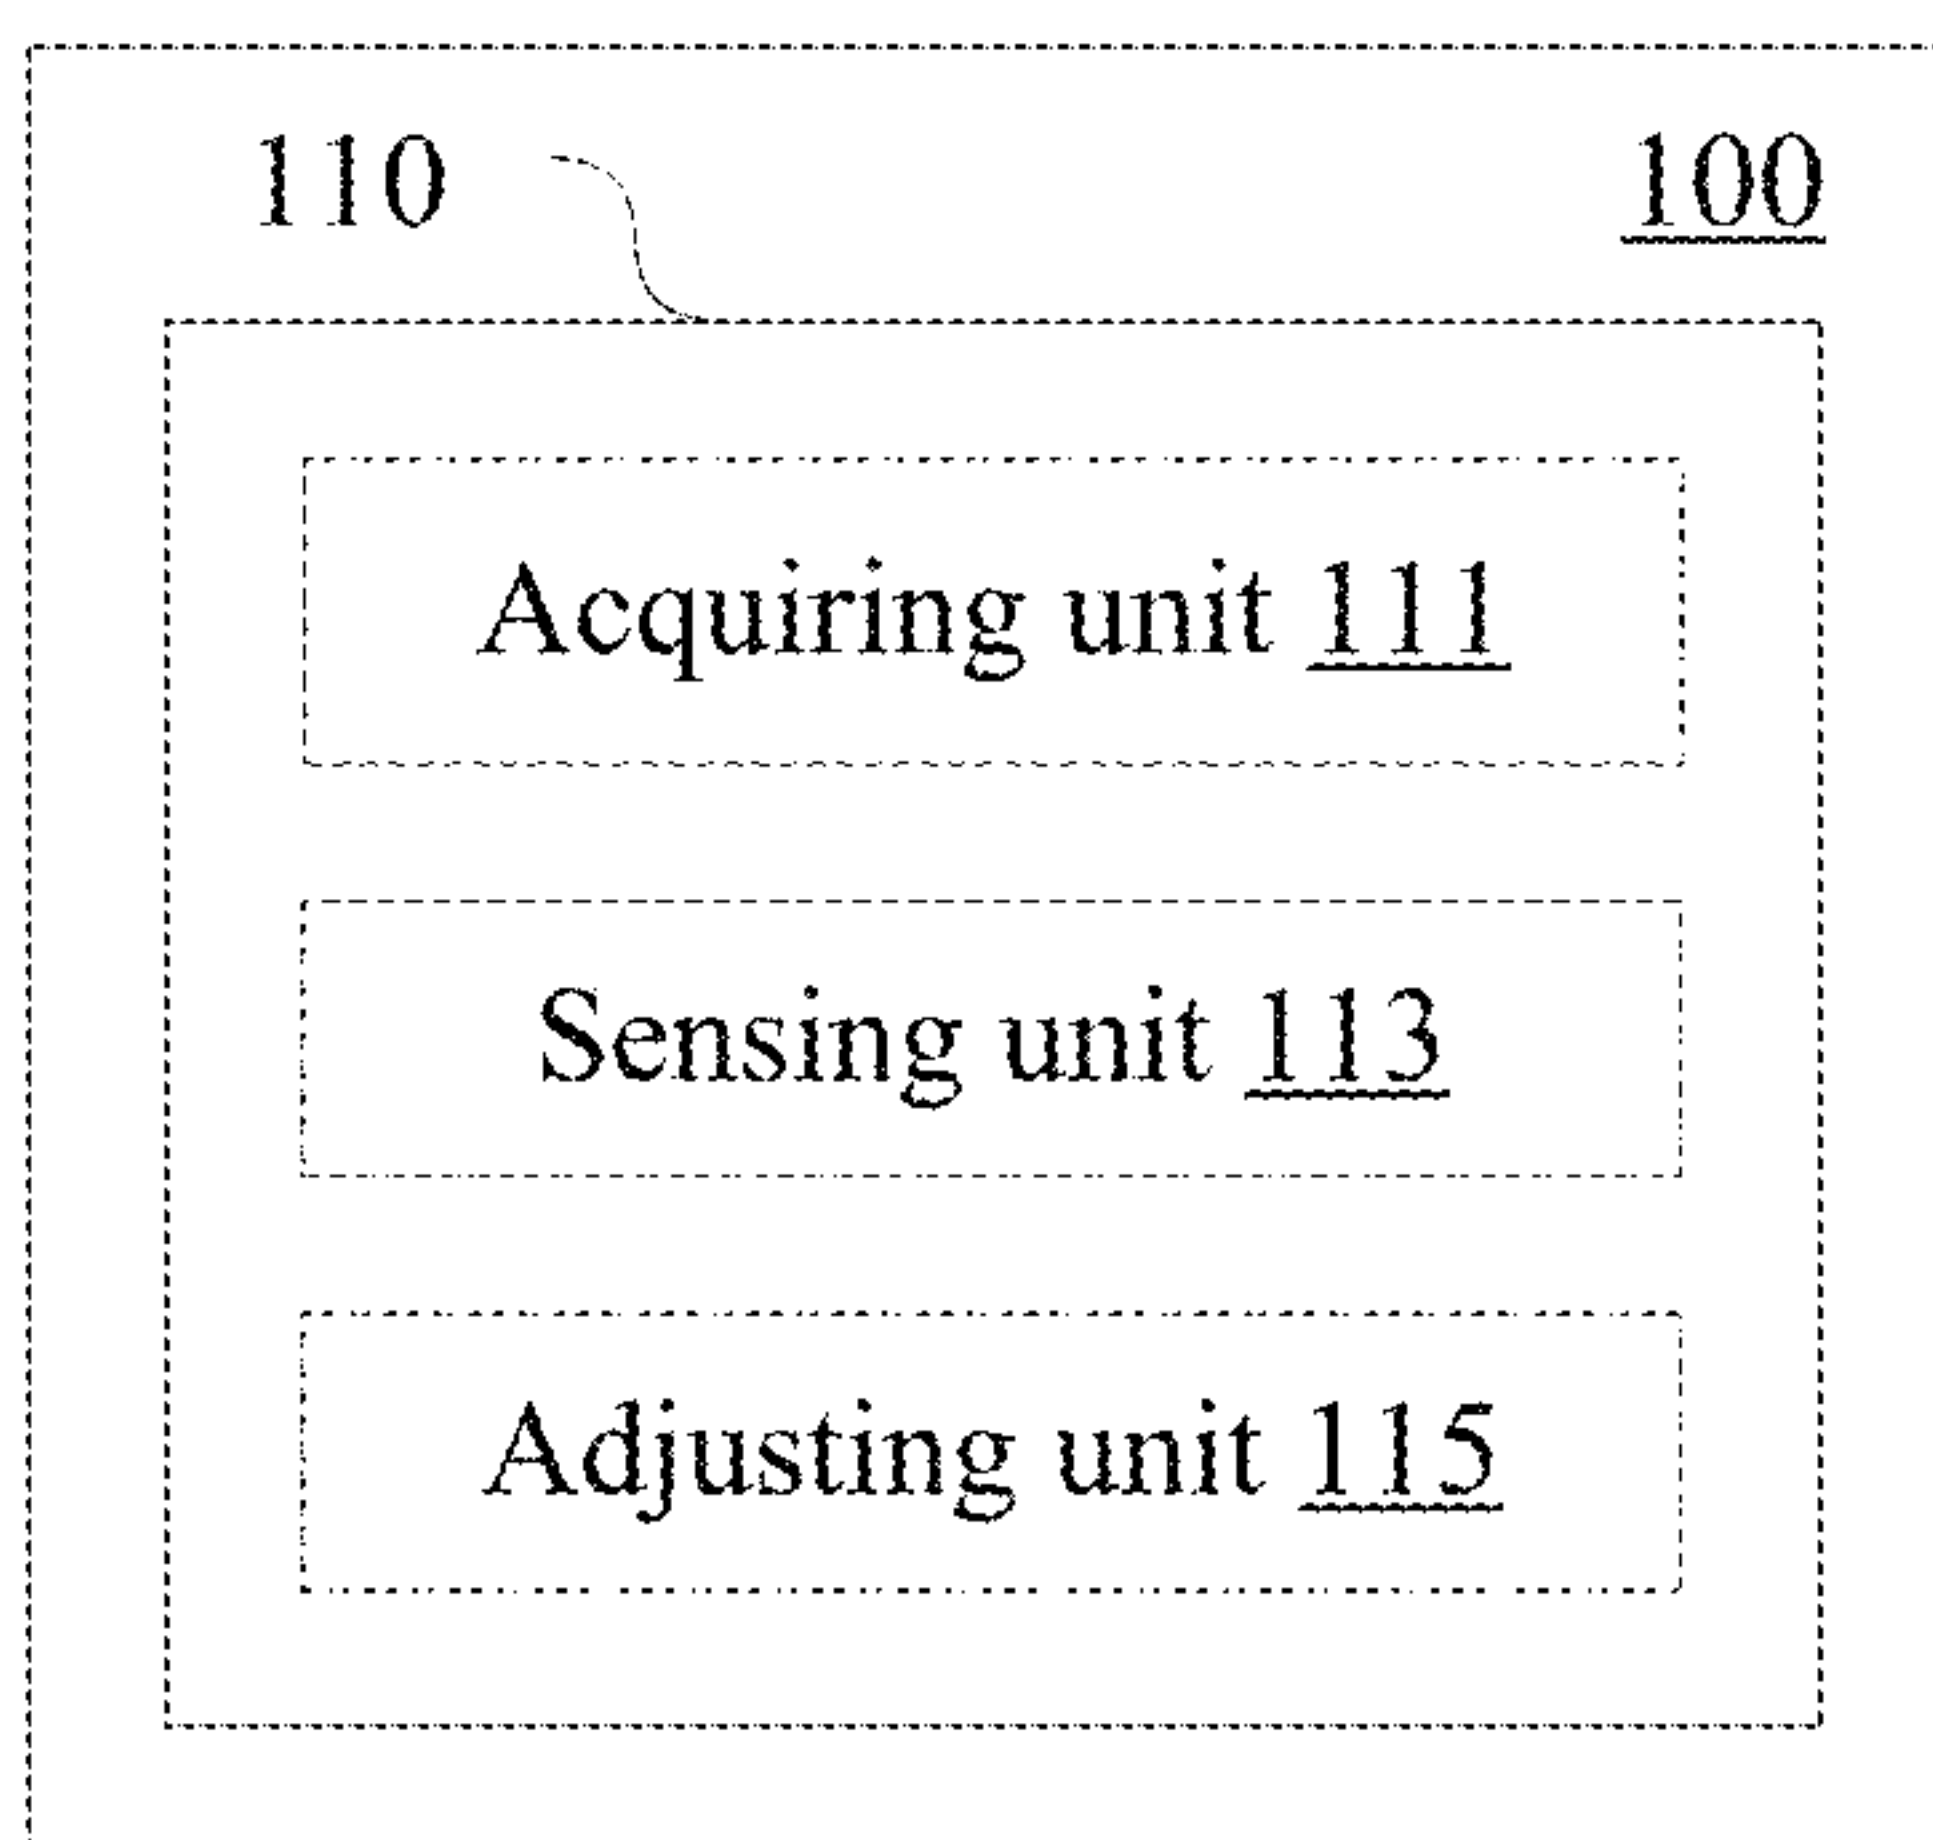 110
100
Acquiring unit 111
Sensing unit 113
Adjusting unit 115